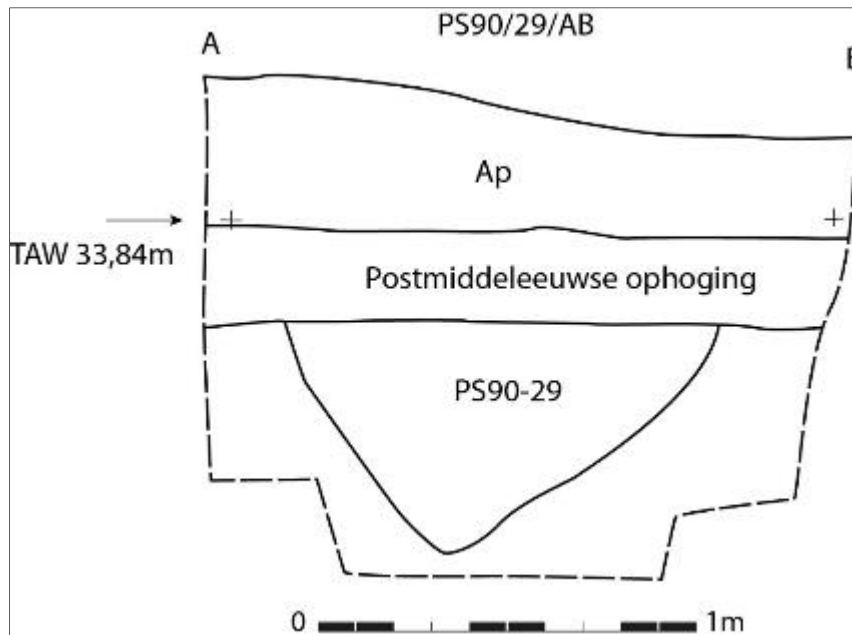 PS90/29/AB
A
Ap
TAW 33,84m
Postmiddeleeuwse ophoging
PS90-29
0 1m